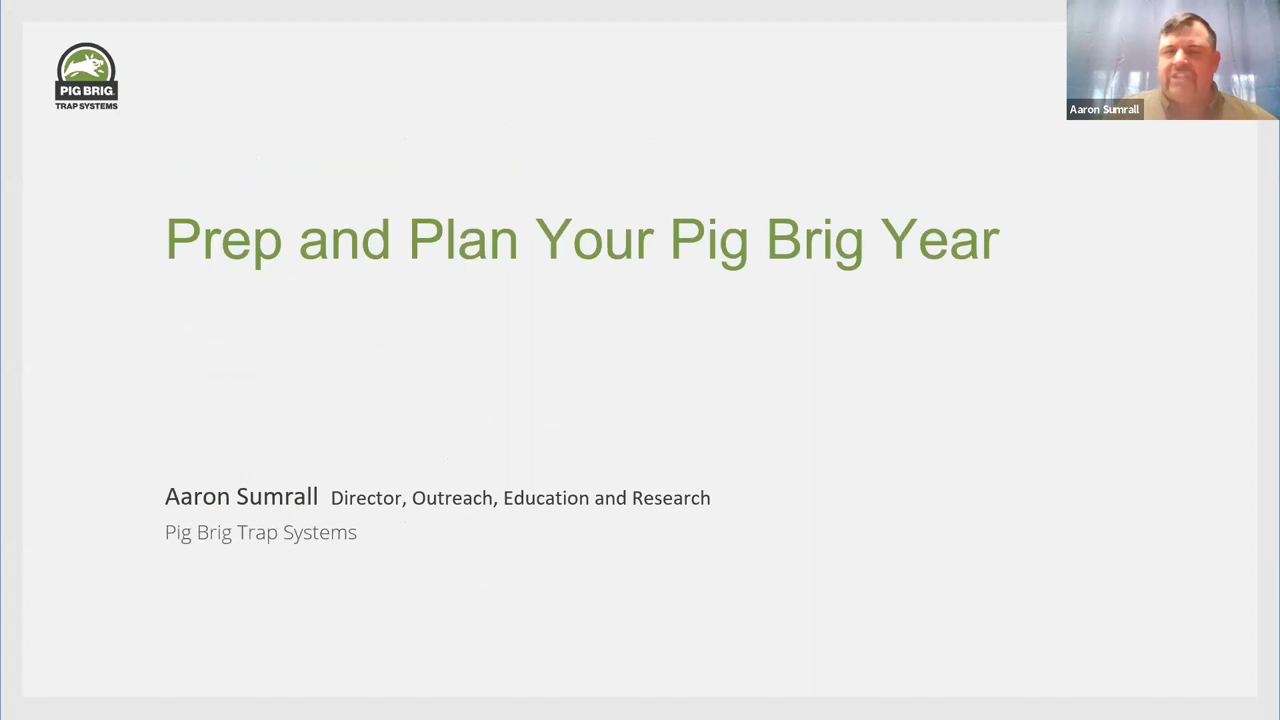 PIG BRIG
TRAP SYSTEMS
Aaron Sumrall
Prep and Plan Your Pig Brig Year
Aaron Sumrall Director, Outreach, Education and Research
Pig Brig Trap Systems